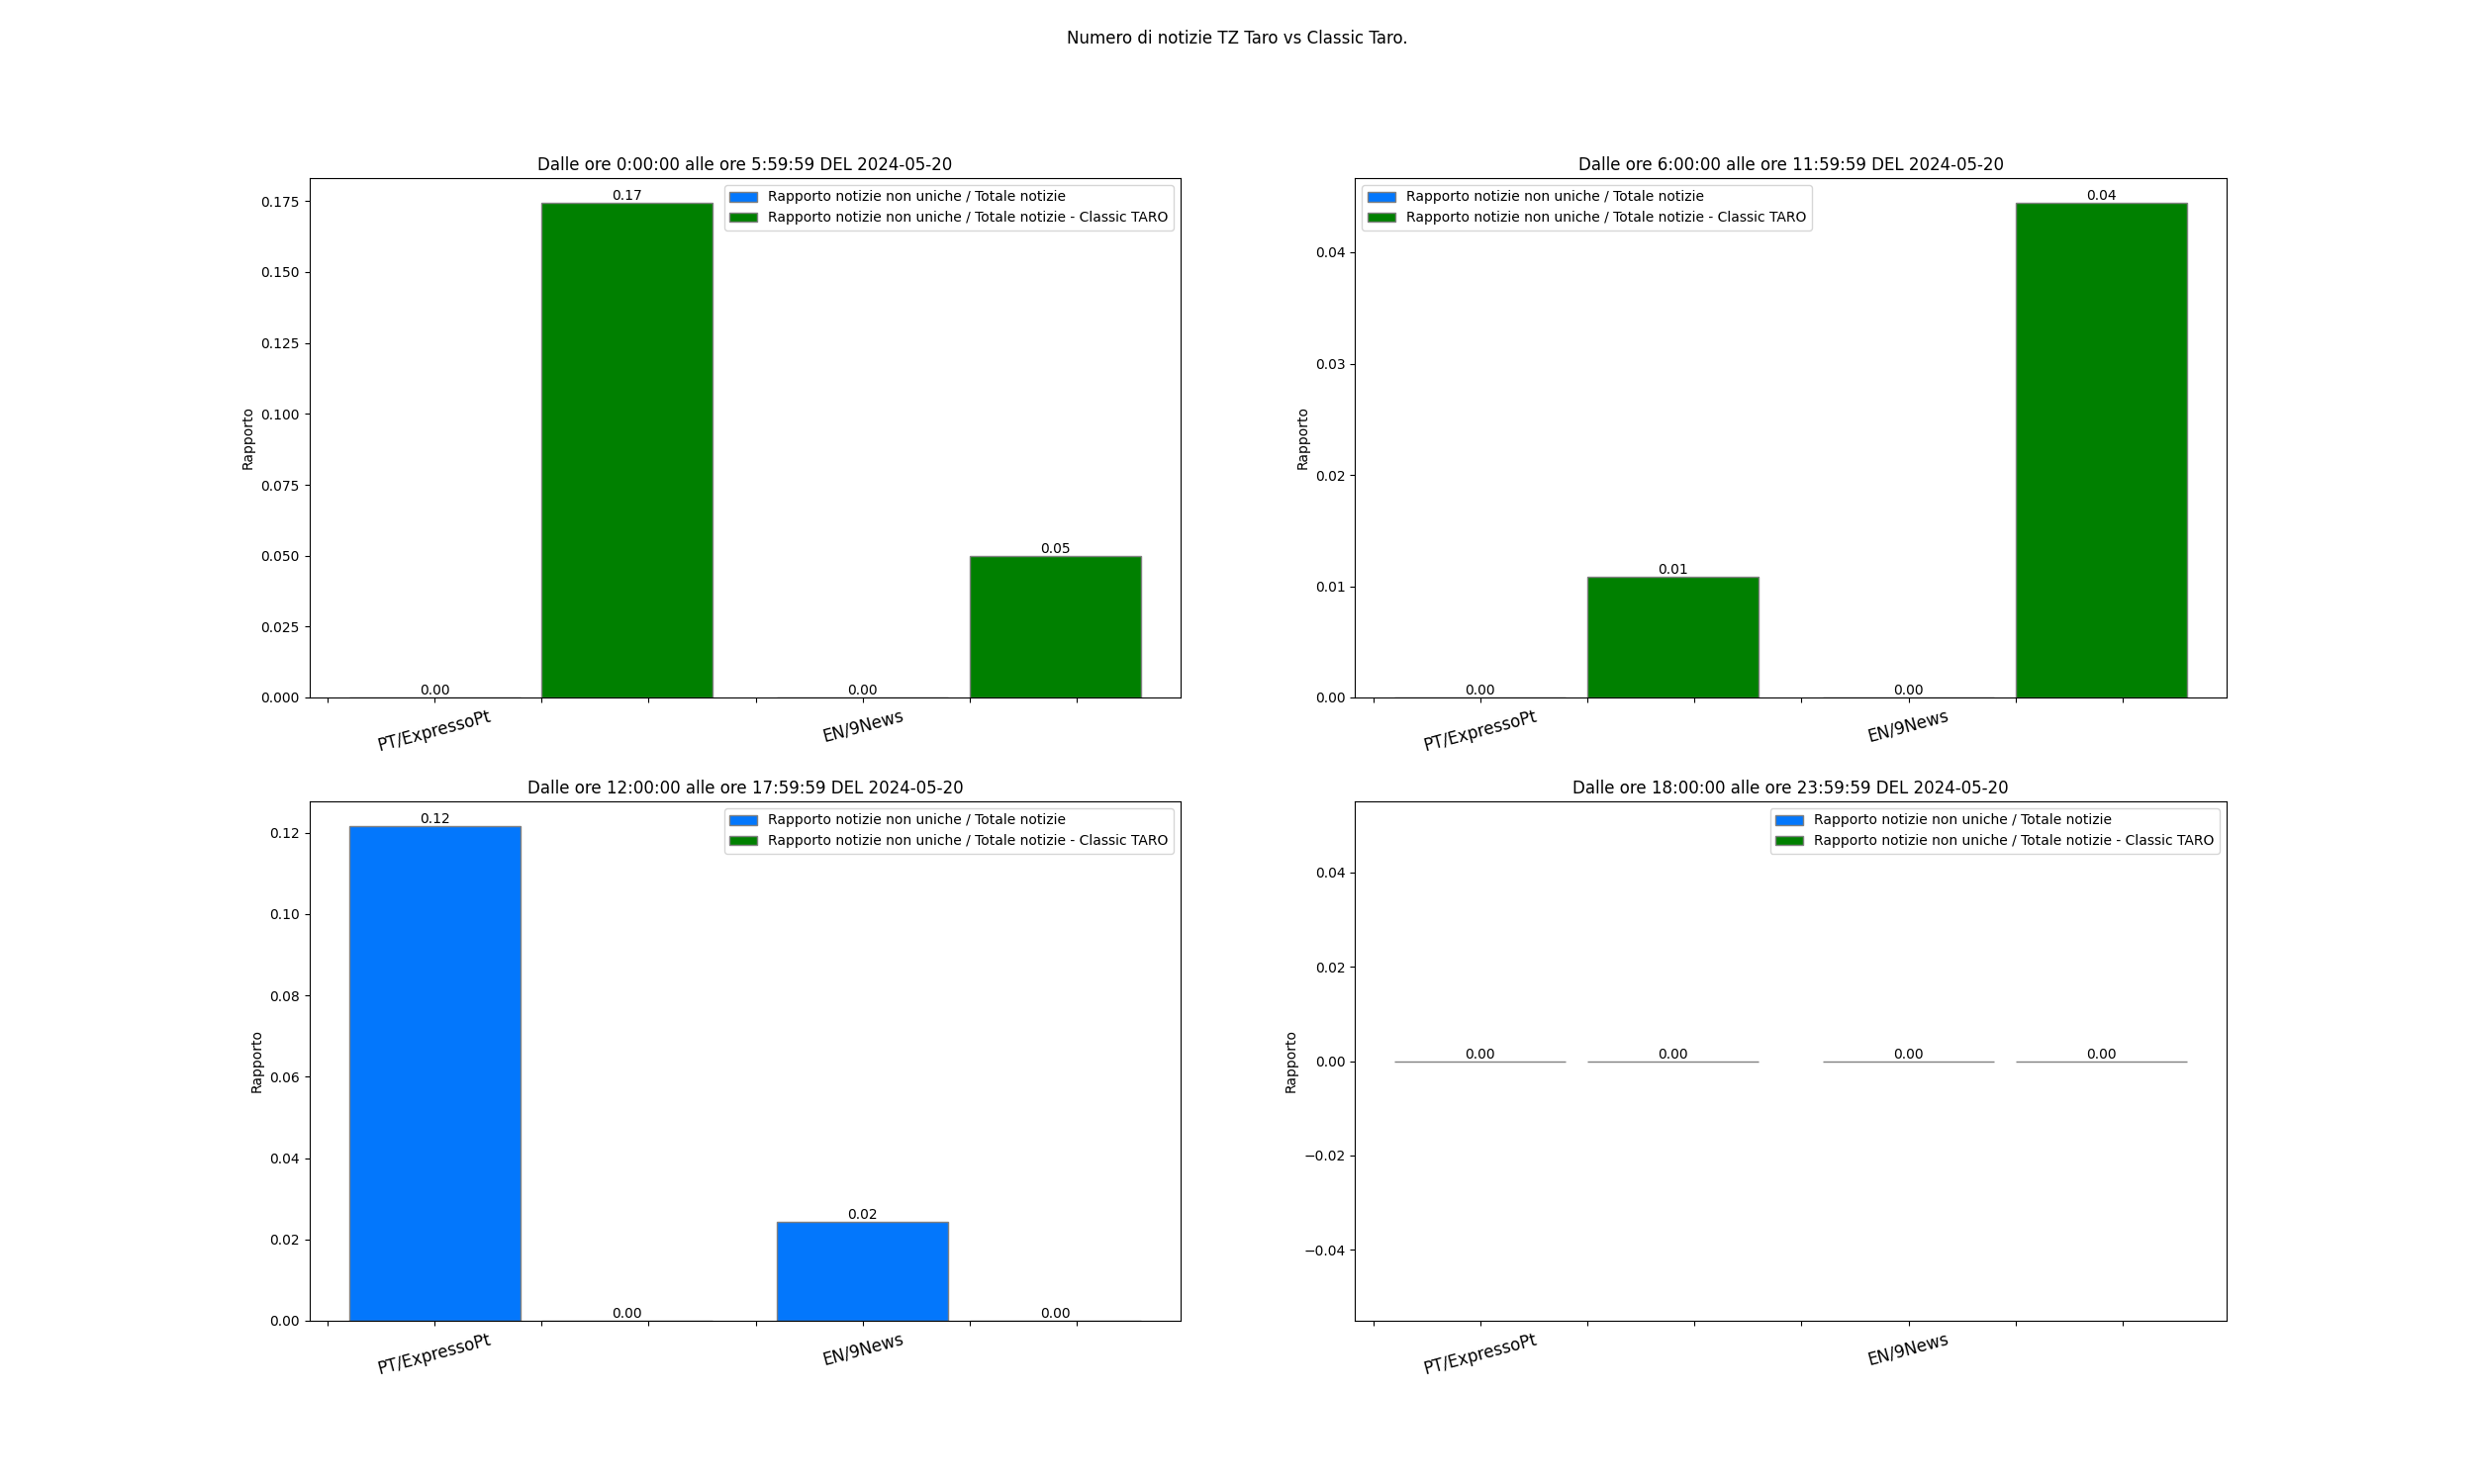 Numero di notizie TZ Taro vs Classic Taro.
Dalle ore 0:00:00 alle ore 5:59:59 DEL 2024-05-20
Rapporto notizie non uniche / Totale notizie
Rapporto notizie non uniche / Totale notizie - Classic TARO
Rapporto
0.175
0.150
0.125
0.100
0.075
0.050
0.025
0.000
0.00
0.17
0.00
0.05
PT/ExpressoPt
EN/9News
Dalle ore 6:00:00 alle ore 11:59:59 DEL 2024-05-20
Rapporto notizie non uniche / Totale notizie
Rapporto notizie non uniche / Totale notizie - Classic TARO
Rapporto
0.04
0.03
0.02
0.01
0.00
0.00
0.01
0.00
0.04
PT/ExpressoPt
EN/9News
Dalle ore 12:00:00 alle ore 17:59:59 DEL 2024-05-20
Rapporto notizie non uniche / Totale notizie
Rapporto notizie non uniche / Totale notizie - Classic TARO
Rapporto
0.12
0.10
0.08
0.06
0.04
0.02
0.00
0.12
0.00
0.02
0.00
PT/ExpressoPt
EN/9News
Dalle ore 18:00:00 alle ore 23:59:59 DEL 2024-05-20
Rapporto notizie non uniche / Totale notizie
Rapporto notizie non uniche / Totale notizie - Classic TARO
Rapporto
0.04
0.02
0.00
−0.02
−0.04
0.00
0.00
0.00
0.00
PT/ExpressoPt
EN/9News